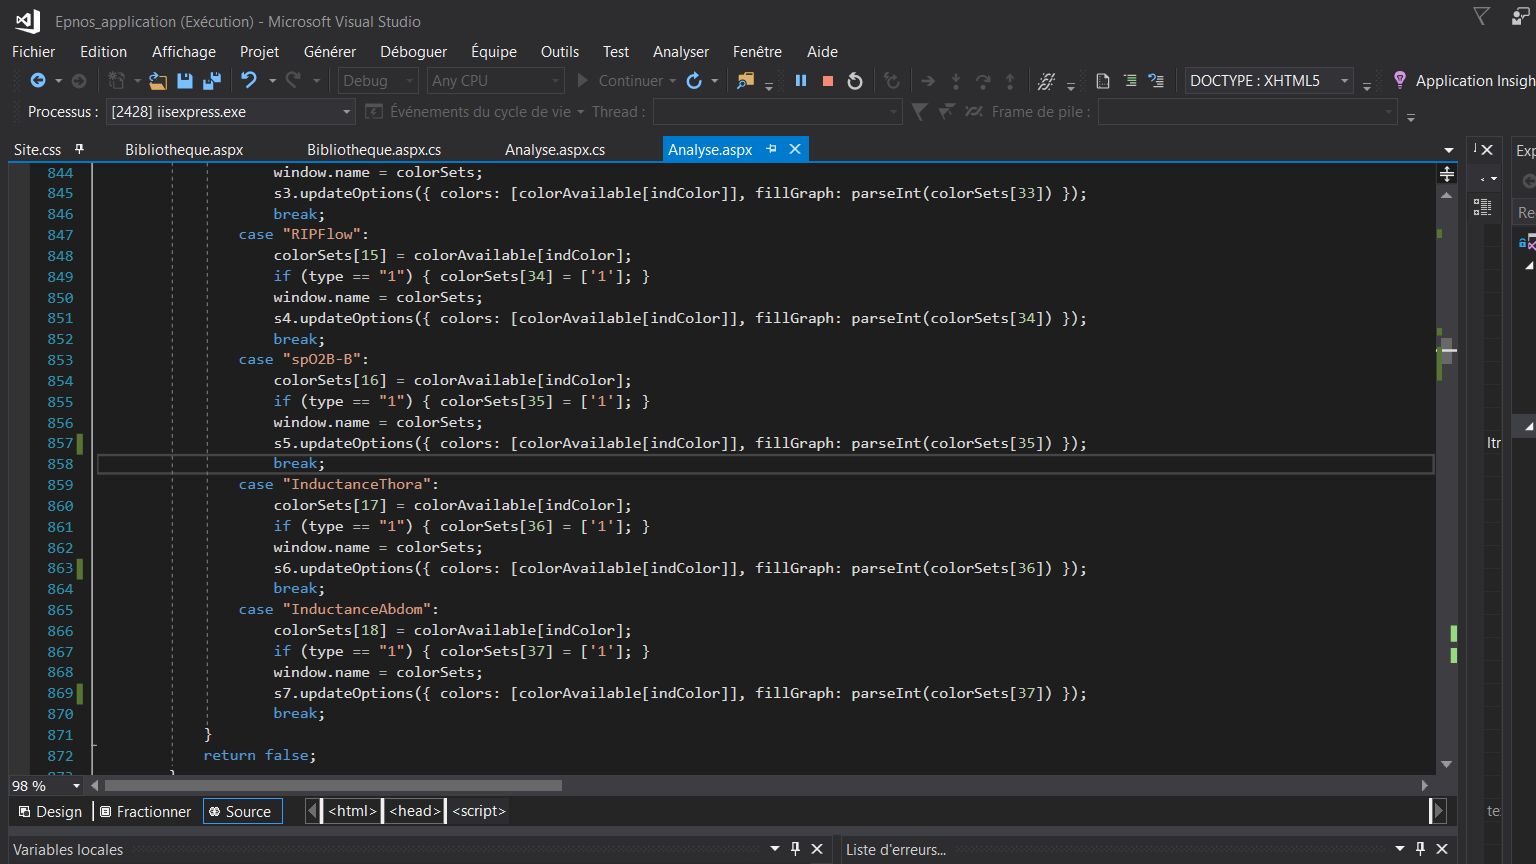 Epnos_application (Exécution) - Microsoft Visual Studio
Fichier Edition Affichage Projet Générer Déboguer Équipe Outils Test Analyser Fenêtre Aide
Debug Any CPU Continuer DOCTYPE : XHTML5 Application Insigh
Processus : [2428] iisexpress.exe Événements du cycle de vie Thread : Frame de pile :
Site.css Bibliotheque.aspx Bibliotheque.aspx.cs Analyse.aspx.cs Analyse.aspx Exp
Re
844 window.name = colorSets;
845 s3.updateOptions({ colors: [colorAvailable[indColor]], fillGraph: parseInt(colorSets[33]) });
846 break;
847 case "RIPFlow":
848 colorSets[15] = colorAvailable[indColor];
849 if (type == "1") { colorSets[34] = ['1']; }
850 window.name = colorSets;
851 s4.updateOptions({ colors: [colorAvailable[indColor]], fillGraph: parseInt(colorSets[34]) });
852 break;
853 case "spO2B-B":
854 colorSets[16] = colorAvailable[indColor];
855 if (type == "1") { colorSets[35] = ['1']; }
856 window.name = colorSets;
857 s5.updateOptions({ colors: [colorAvailable[indColor]], fillGraph: parseInt(colorSets[35]) });
858 break;
859 case "InductanceThora":
860 colorSets[17] = colorAvailable[indColor];
861 if (type == "1") { colorSets[36] = ['1']; }
862 window.name = colorSets;
863 s6.updateOptions({ colors: [colorAvailable[indColor]], fillGraph: parseInt(colorSets[36]) });
864 break;
865 case "InductanceAbdom":
866 colorSets[18] = colorAvailable[indColor];
867 if (type == "1") { colorSets[37] = ['1']; }
868 window.name = colorSets;
869 s7.updateOptions({ colors: [colorAvailable[indColor]], fillGraph: parseInt(colorSets[37]) });
870 break;
871 }
872 return false;
98 %
Design Fractionner Source <html> <head> <script>
Variables locales Liste d'erreurs...